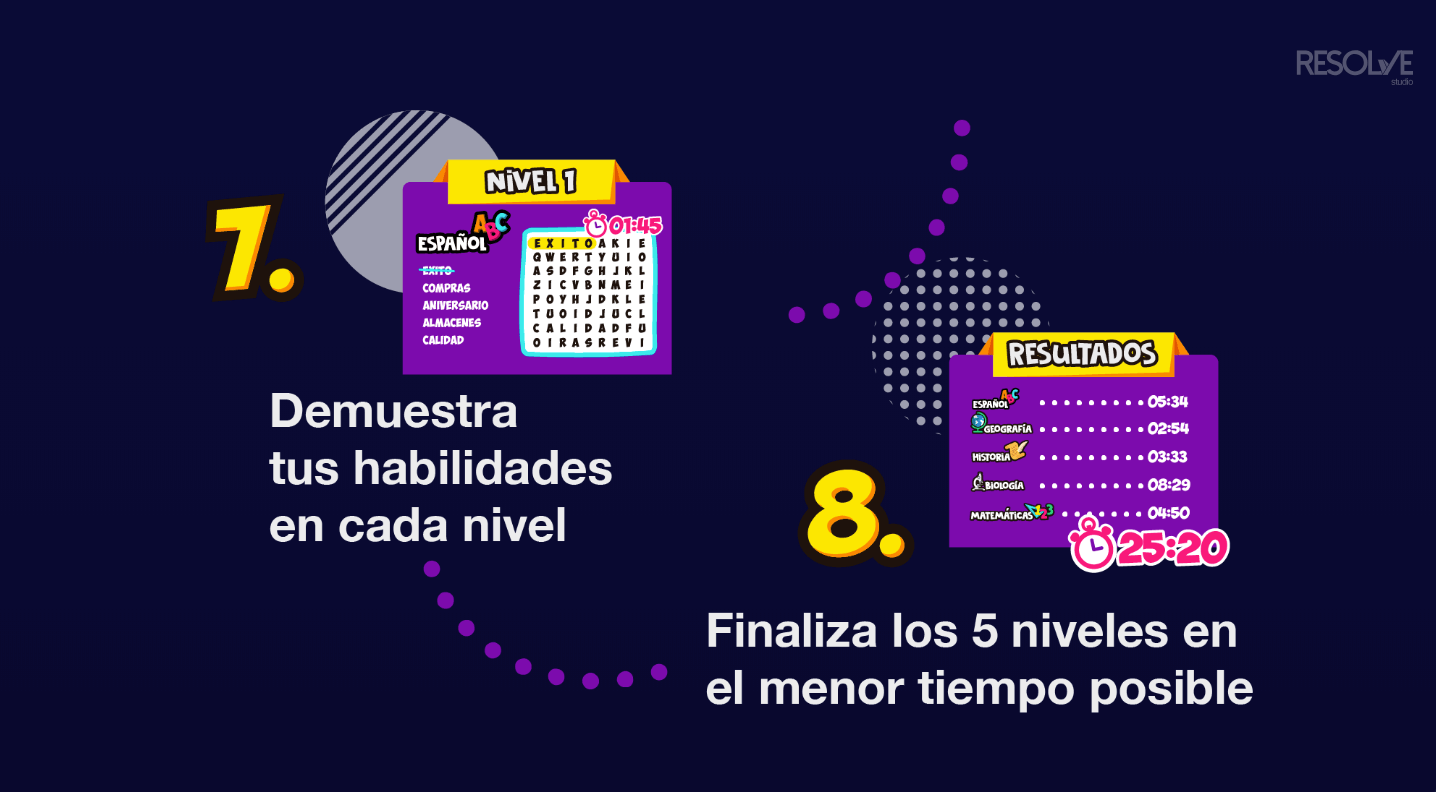 RESOLVE
studio
7.
NiVEL 1
ESPAÑOL
ABC
01:45
EXITO
COMPRAS
ANIVERSARIO
ALMACENES
CALIDAD
E X I T O A K I E
Q W E R T Y U I O
A S D F G H J K L
Z I C V B N M E I
P O Y H J D K L E
T U O I D J U C L
C A L I D A D F U
O I R A S R E V I
Demuestra
tus habilidades
en cada nivel
8.
RESULTADOS
ESPAÑOL ABC 05:34
GEOGRAFÍA 02:54
HISTORIA 03:33
BIOLOGÍA 08:29
MATEMÁTICAS 123 04:50
25:20
Finaliza los 5 niveles en
el menor tiempo posible